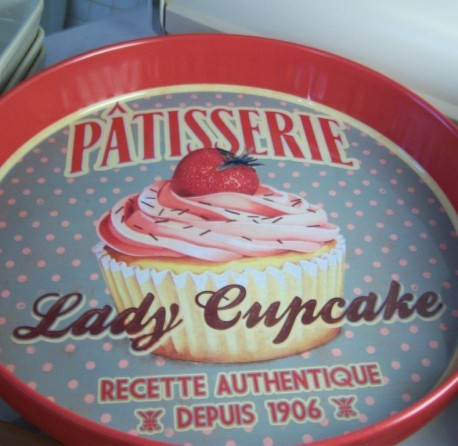 PÂTISSERIE
Lady Cupcake
RECETTE AUTHENTIQUE
DEPUIS 1906